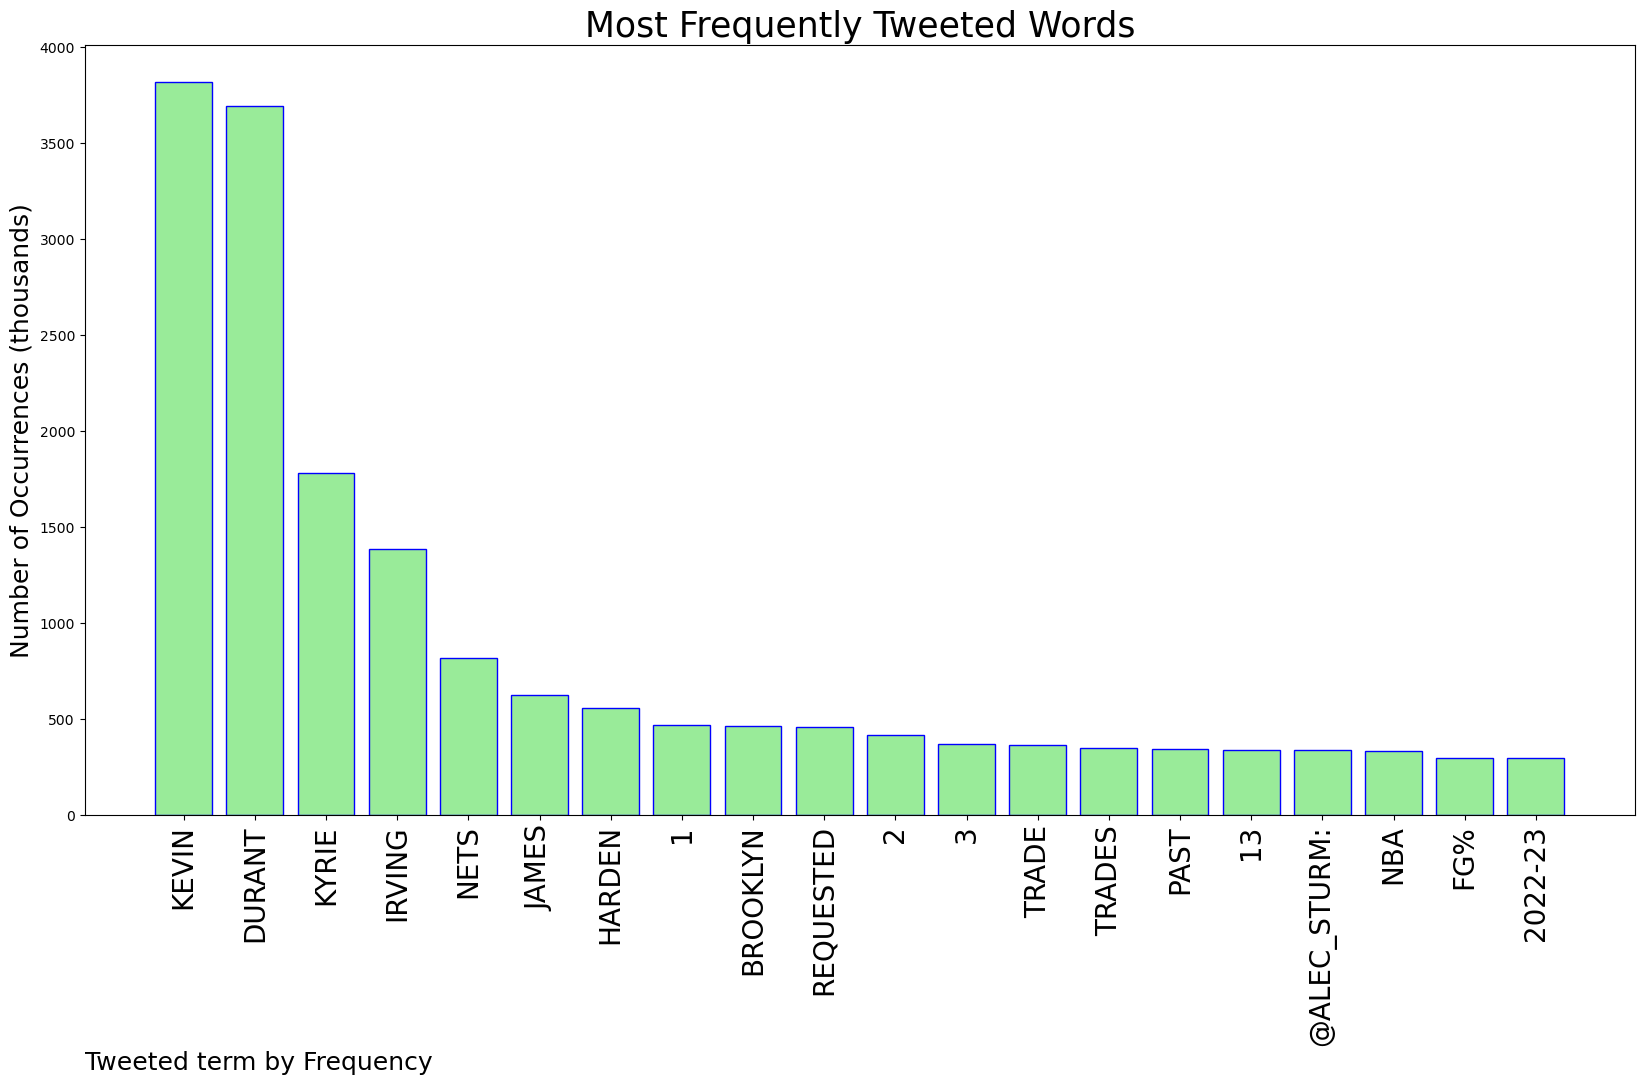 Most Frequently Tweeted Words
Number of Occurrences (thousands)
4000
3500
3000
2500
2000
1500
1000
500
0
KEVIN
DURANT
KYRIE
IRVING
NETS
JAMES
HARDEN
1
BROOKLYN
REQUESTED
2
3
TRADE
TRADES
PAST
13
@ALEC_STURM:
NBA
FG%
2022-23
Tweeted term by Frequency